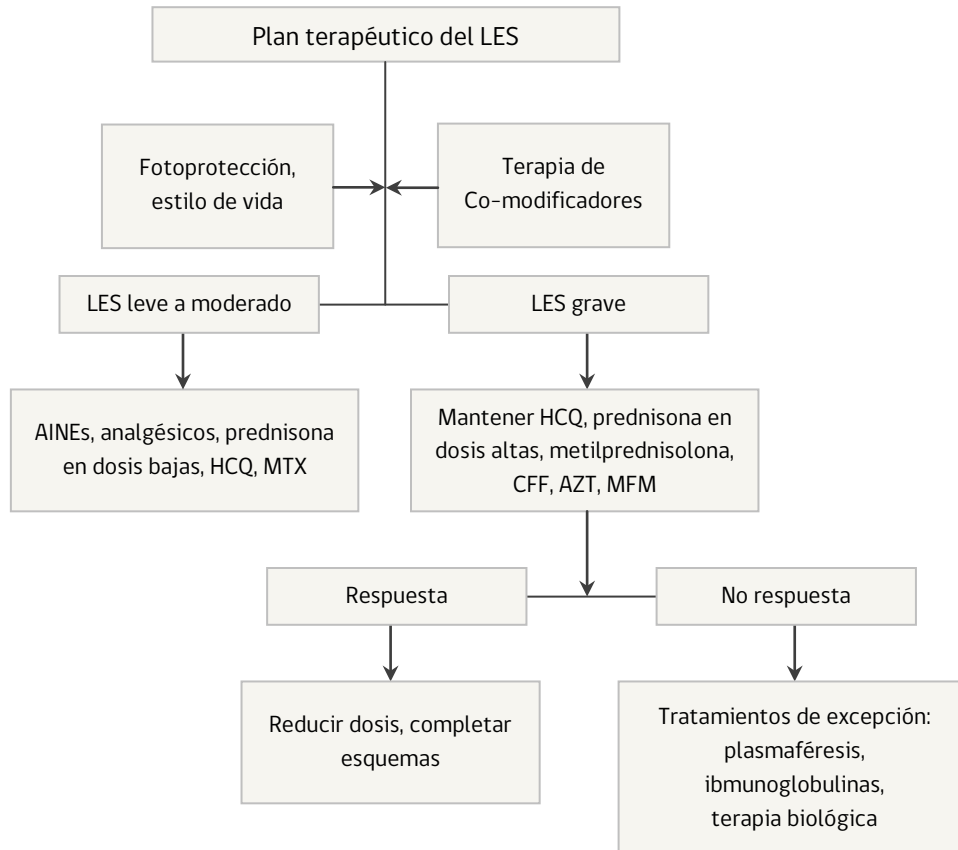 Plan terapéutico del LES
Fotoprotección,
estilo de vida
Terapia de
Co-modificadores
LES leve a moderado
LES grave
AINEs, analgésicos, prednisona
en dosis bajas, HCQ, MTX
Mantener HCQ, prednisona en
dosis altas, metilprednisolona,
CFF, AZT, MFM
Respuesta
No respuesta
Reducir dosis, completar
esquemas
Tratamientos de excepción:
plasmaféresis,
ibmunoglobulinas,
terapia biológica